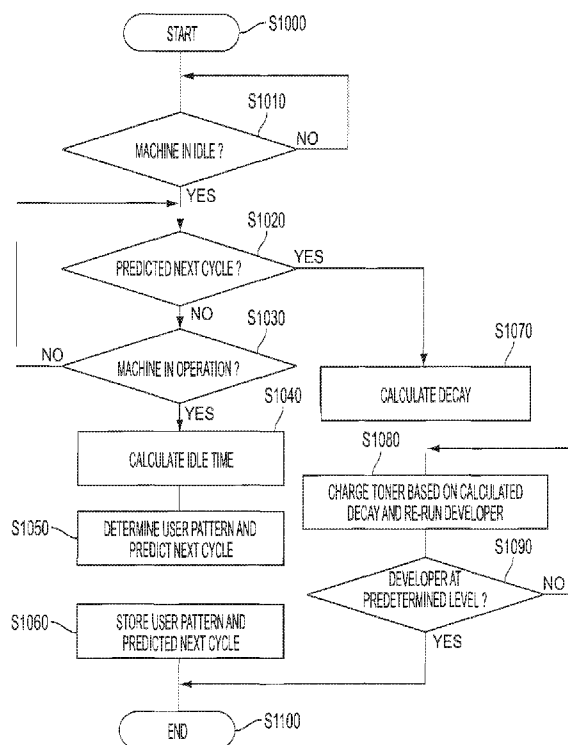 START
S1000
S1010
MACHINE IN IDLE ?
NO
YES
S1020
PREDICTED NEXT CYCLE ?
YES
NO
S1030
MACHINE IN OPERATION ?
NO
YES
S1040
CALCULATE IDLE TIME
S1050
DETERMINE USER PATTERN AND
PREDICT NEXT CYCLE
S1060
STORE USER PATTERN AND
PREDICTED NEXT CYCLE
S1070
CALCULATE DECAY
S1080
CHARGE TONER BASED ON CALCULATED
DECAY AND RE-RUN DEVELOPER
S1090
DEVELOPER AT
PREDETERMINED LEVEL ?
NO
YES
END
S1100